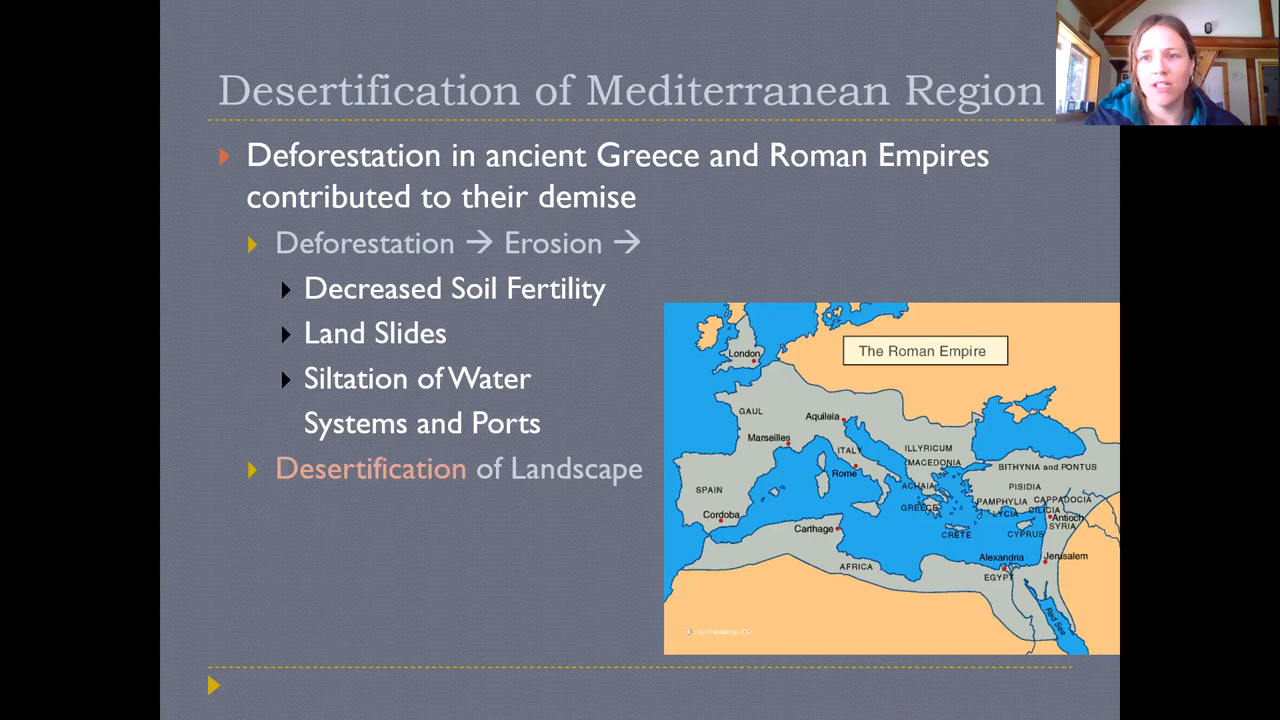 Desertification of Mediterranean Region
Deforestation in ancient Greece and Roman Empires
contributed to their demise
Deforestation → Erosion →
Decreased Soil Fertility
Land Slides
Siltation of Water
Systems and Ports
Desertification of Landscape
The Roman Empire
London
GAUL
Aquileia
Marseilles
ITALY
ILLYRICUM
MACEDONIA
BITHYNIA and PONTUS
Rome
SPAIN
ACHAIA
PISIDIA
GREECE
PAMPHYLIA
CAPPADOCIA
LYCIA
CILICIA
Cordoba
Antioch
SYRIA
Carthage
CRETE
CYPRUS
Alexandria
Jerusalem
AFRICA
EGYPT
Red Sea